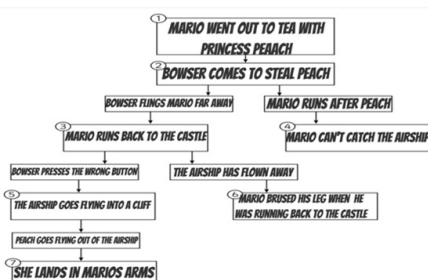 1
MARIO WENT OUT TO TEA WITH
PRINCESS PEAACH
2
BOWSER COMES TO STEAL PEACH
BOWSER FLINGS MARIO FAR AWAY
MARIO RUNS AFTER PEACH
3
MARIO RUNS BACK TO THE CASTLE
4
MARIO CAN'T CATCH THE AIRSHIP
BOWSER PRESSES THE WRONG BUTTON
THE AIRSHIP HAS FLOWN AWAY
5
THE AIRSHIP GOES FLYING INTO A CLIFF
6
MARIO BRUSED HIS LEG WHEN HE
WAS RUNNING BACK TO THE CASTLE
PEACH GOES FLYING OUT OF THE AIRSHIP
7
SHE LANDS IN MARIOS ARMS